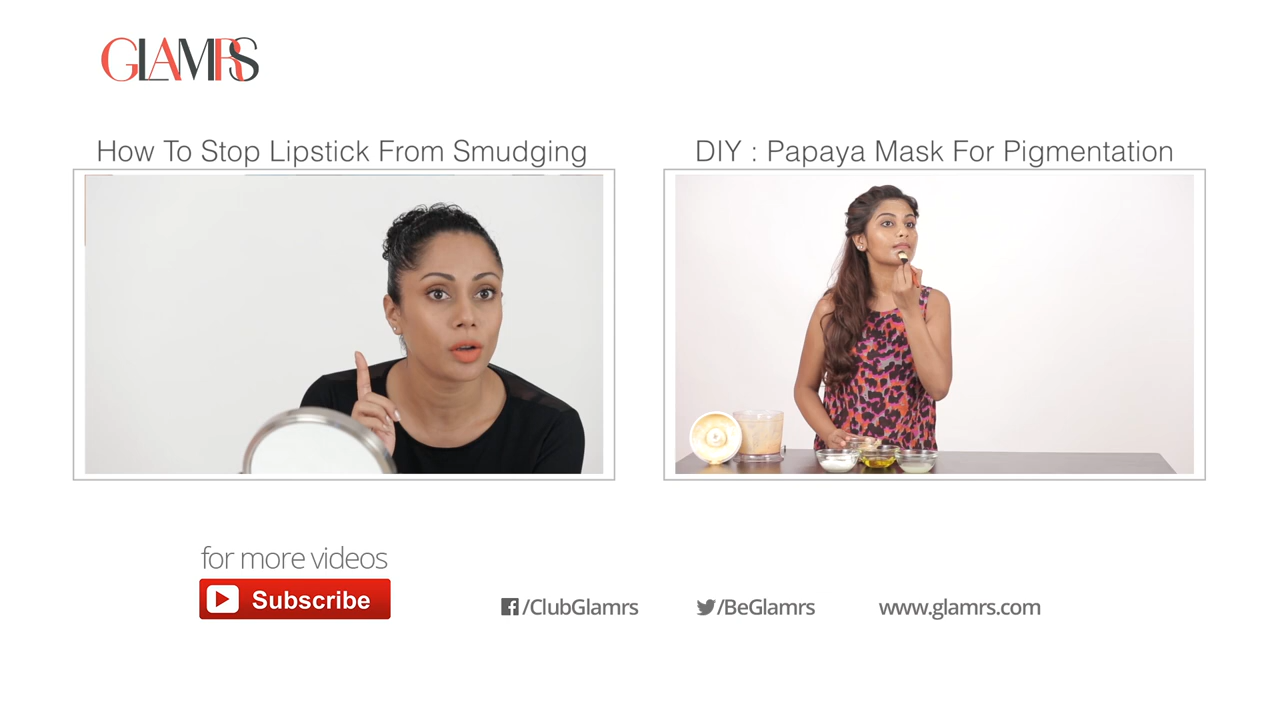 GLAMRS
How To Stop Lipstick From Smudging
DIY : Papaya Mask For Pigmentation
for more videos
Subscribe
/ClubGlamrs
/BeGlamrs
www.glamrs.com